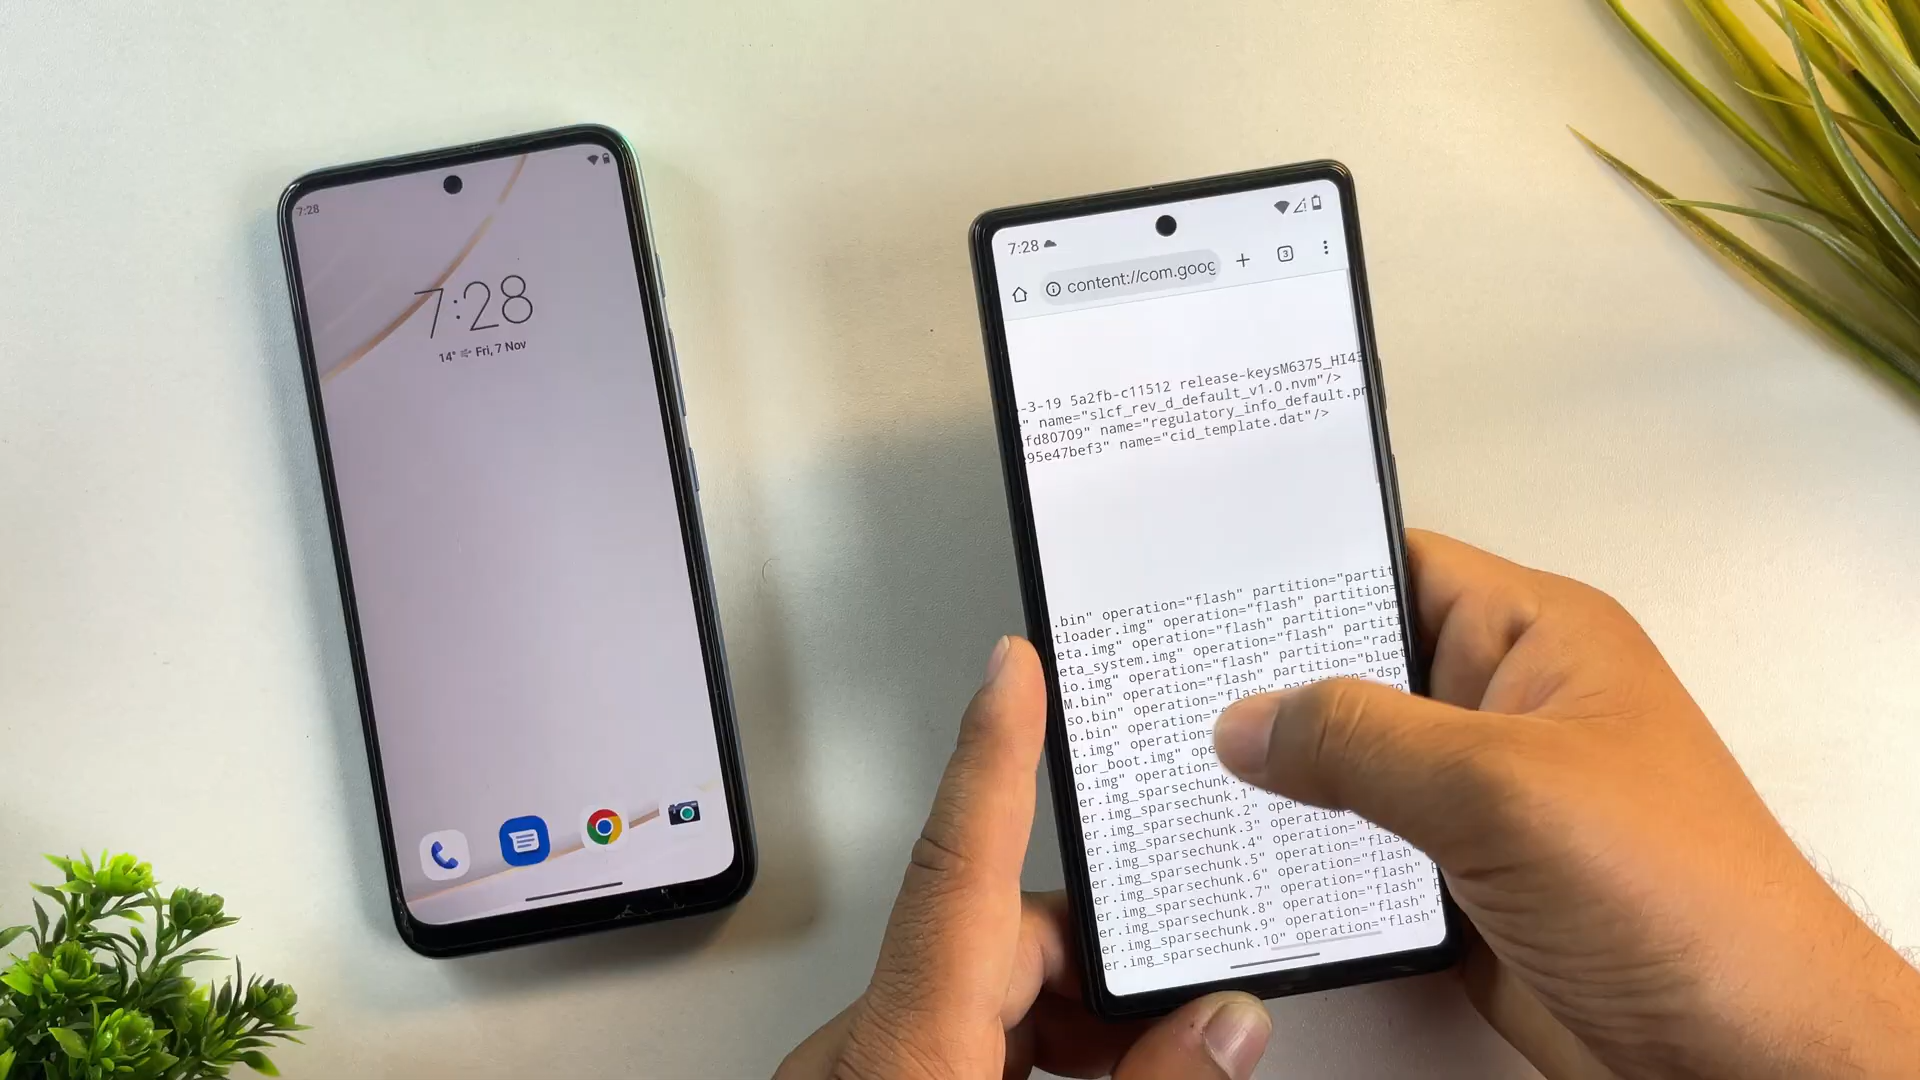 7:28
7:28
14° Fri, 7 Nov
7:28
content://com.goog
3
-3-19 5a2fb-c11512 release-keysM6375_HI43
" name="slcf_rev_d_default_v1.0.nvm"/>
fd80709" name="regulatory_info_default.pn
95e47bef3" name="cid_template.dat"/>
.bin" operation="flash" partition="partit
tloader.img" operation="flash" partition=
eta.img" operation="flash" partition="vbm
eta_system.img" operation="flash" partiti
io.img" operation="flash" partition="radi
M.bin" operation="flash" partition="bluet
so.bin" operation="flash" partition="dsp"
o.bin" operation="
t.img" operation=
dor_boot.img" ope
o.img" operation=
er.img_sparsechunk.
er.img_sparsechunk.1"
er.img_sparsechunk.2" oper
er.img_sparsechunk.3" opera
er.img_sparsechunk.4" operation="f
er.img_sparsechunk.5" operation="flas
er.img_sparsechunk.6" operation="flash"
er.img_sparsechunk.7" operation="flash"
er.img_sparsechunk.8" operation="flash"
er.img_sparsechunk.9" operation="flash"
er.img_sparsechunk.10" operation="flash"